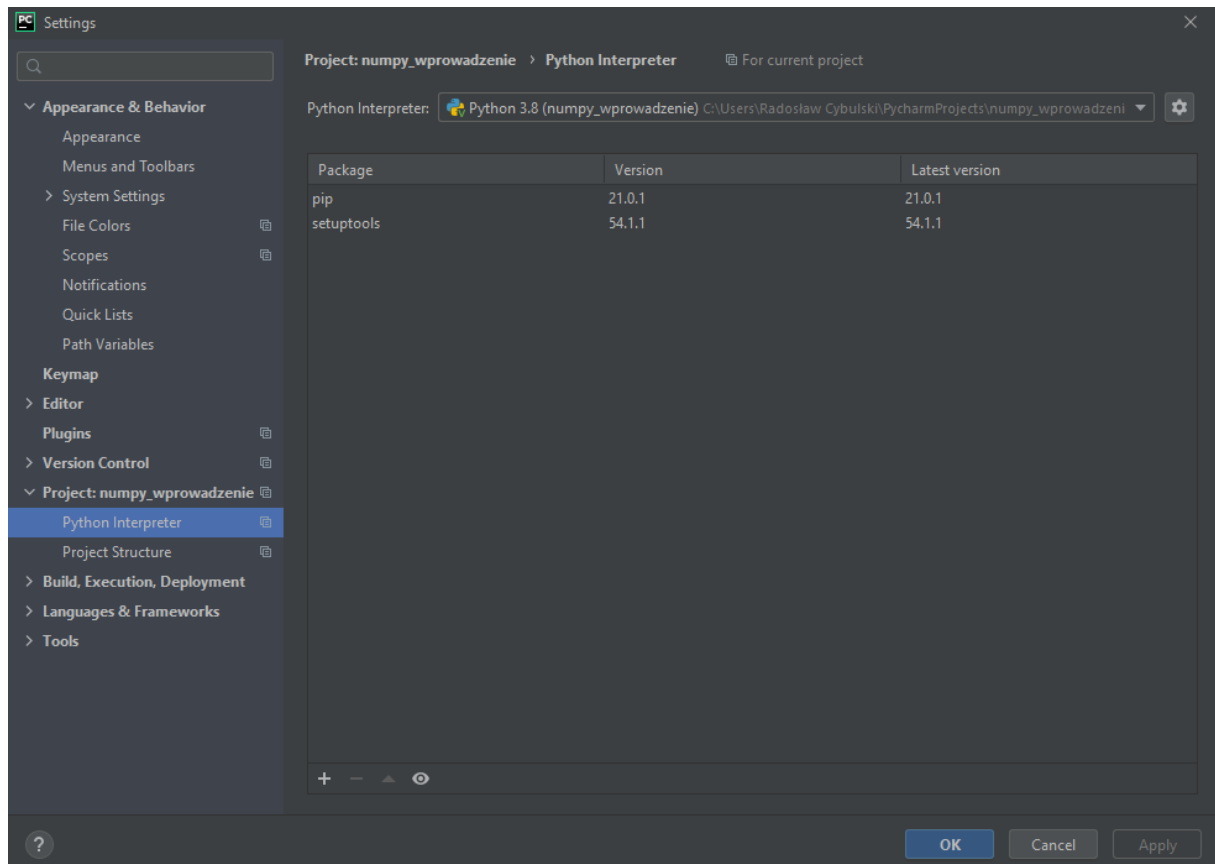 PC Settings
Appearance & Behavior
Appearance
Menus and Toolbars
System Settings
File Colors
Scopes
Notifications
Quick Lists
Path Variables
Keymap
Editor
Plugins
Version Control
Project: numpy_wprowadzenie
Python Interpreter
Project Structure
Build, Execution, Deployment
Languages & Frameworks
Tools
?
Project: numpy_wprowadzenie › Python Interpreter For current project
Python Interpreter: Python 3.8 (numpy_wprowadzenie) C:\Users\Radosław Cybulski\PycharmProjects\numpy_wprowadzeni
Package Version Latest version
pip 21.0.1 21.0.1
setuptools 54.1.1 54.1.1
OK Cancel Apply